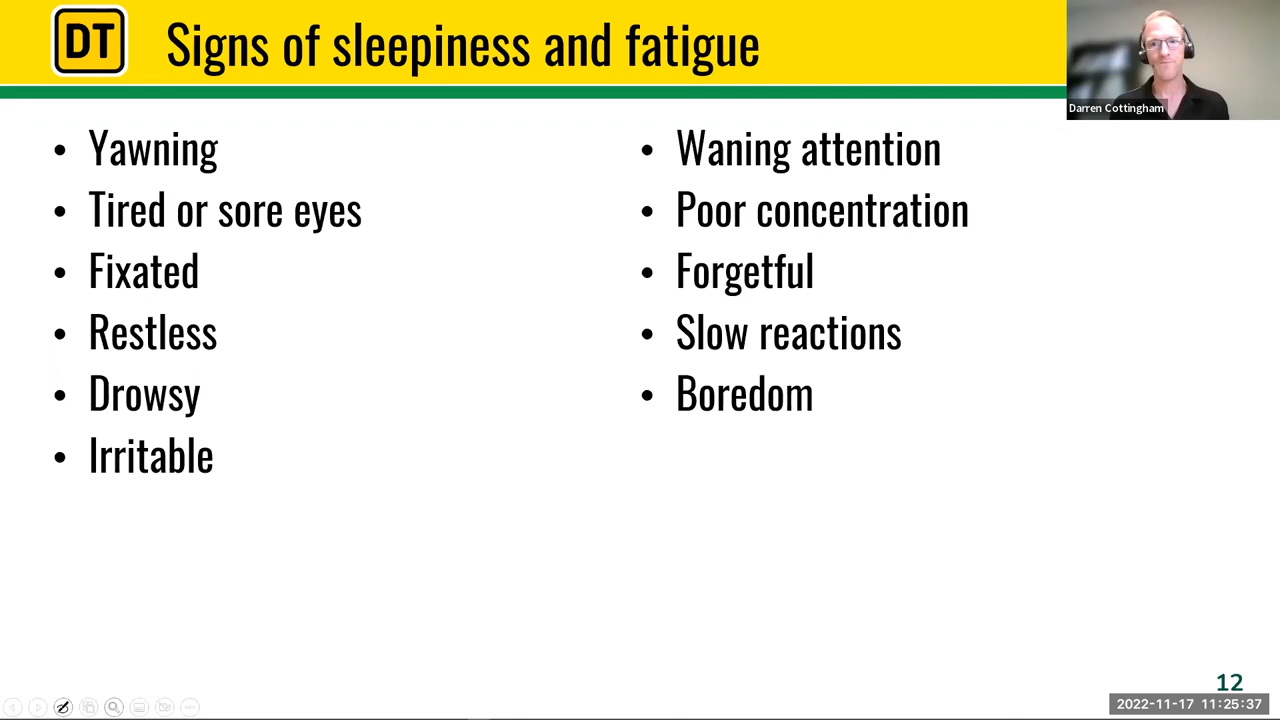 DT
Signs of sleepiness and fatigue
Darren Cottingham
• Yawning
• Tired or sore eyes
• Fixated
• Restless
• Drowsy
• Irritable
• Waning attention
• Poor concentration
• Forgetful
• Slow reactions
• Boredom
12
2022-11-17 11:25:37